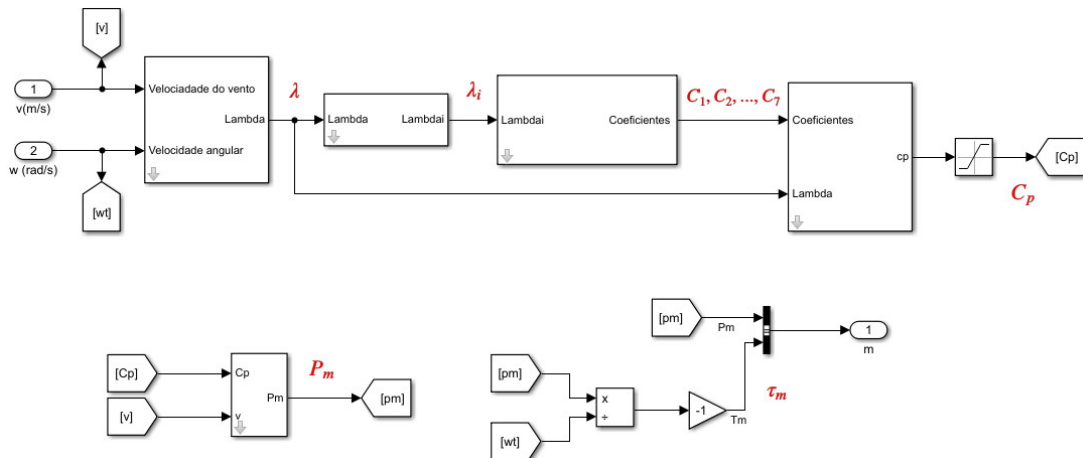 [v]
1
v(m/s)
2
w (rad/s)
[wt]
Velociadade do vento
Lambda
Velocidade angular
λ
Lambda
Lambdai
λi
Lambdai
Coeficientes
C1, C2, ..., C7
Coeficientes
cp
Lambda
[Cp]
Cp
[Cp]
[v]
Cp
Pm
v
Pm
[pm]
[pm]
[wt]
x
÷
-1
Tm
τm
[pm]
Pm
1
m